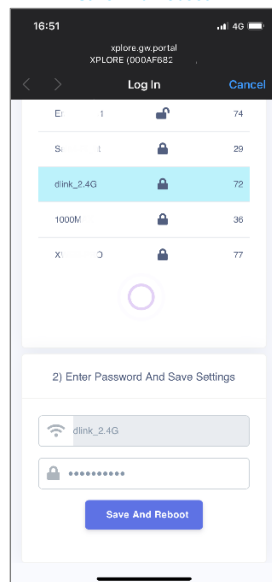 16:51
4G
xplore.gw.portal
XPLORE (000AF682
Log In
Cancel
74
29
dlink_2.4G
72
1000M
36
77
2) Enter Password And Save Settings
dlink_2.4G
Save And Reboot